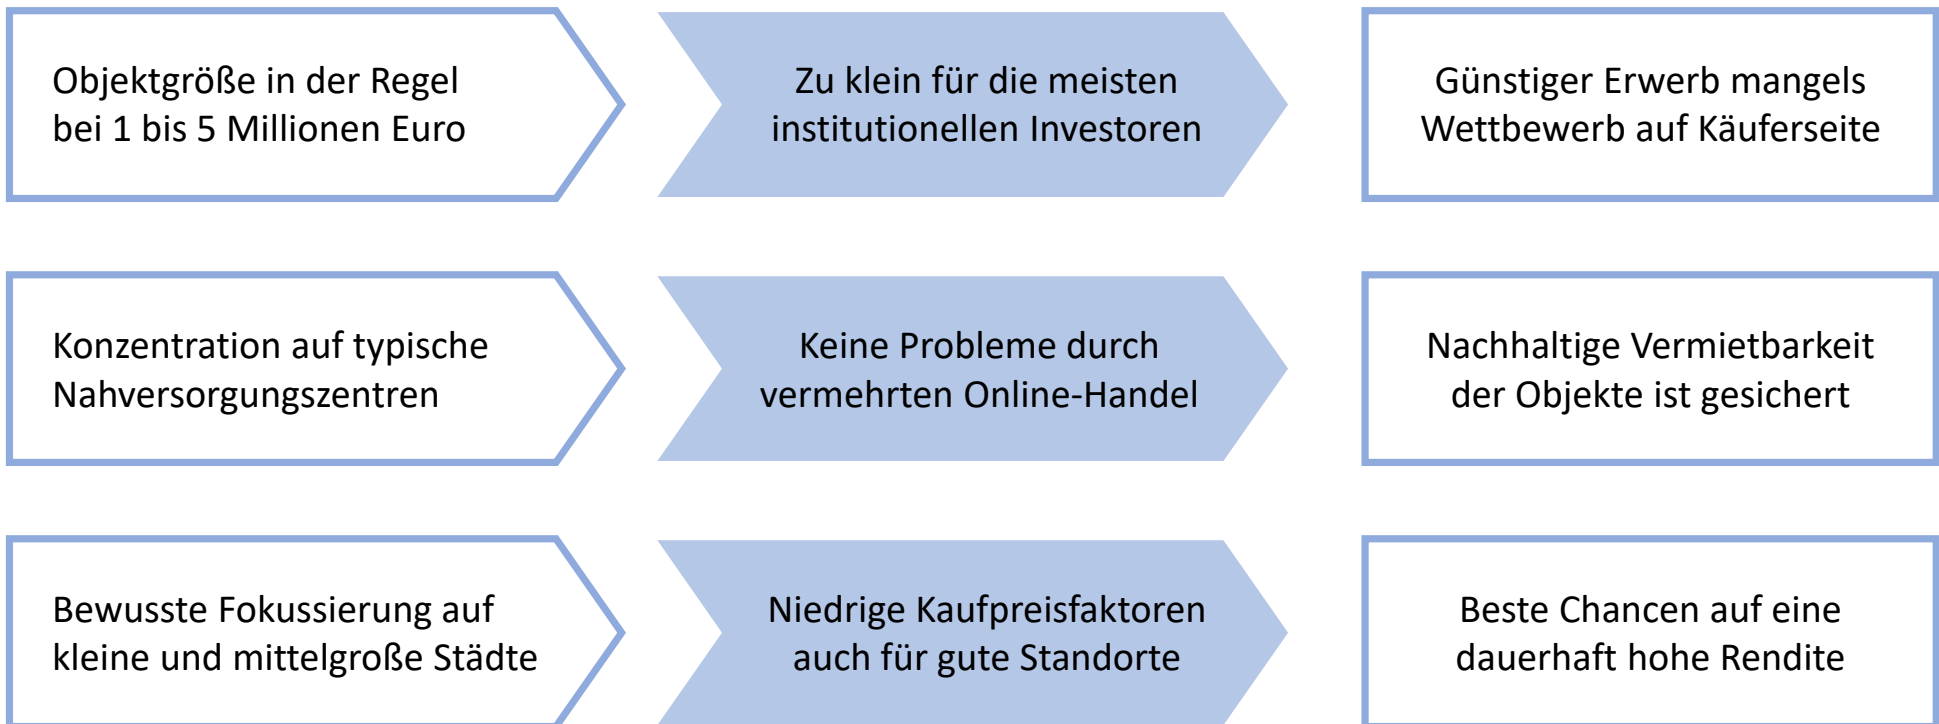 Objektgröße in der Regel
bei 1 bis 5 Millionen Euro
Zu klein für die meisten
institutionellen Investoren
Günstiger Erwerb mangels
Wettbewerb auf Käuferseite
Konzentration auf typische
Nahversorgungszentren
Keine Probleme durch
vermehrten Online-Handel
Nachhaltige Vermietbarkeit
der Objekte ist gesichert
Bewusste Fokussierung auf
kleine und mittelgroße Städte
Niedrige Kaufpreisfaktoren
auch für gute Standorte
Beste Chancen auf eine
dauerhaft hohe Rendite